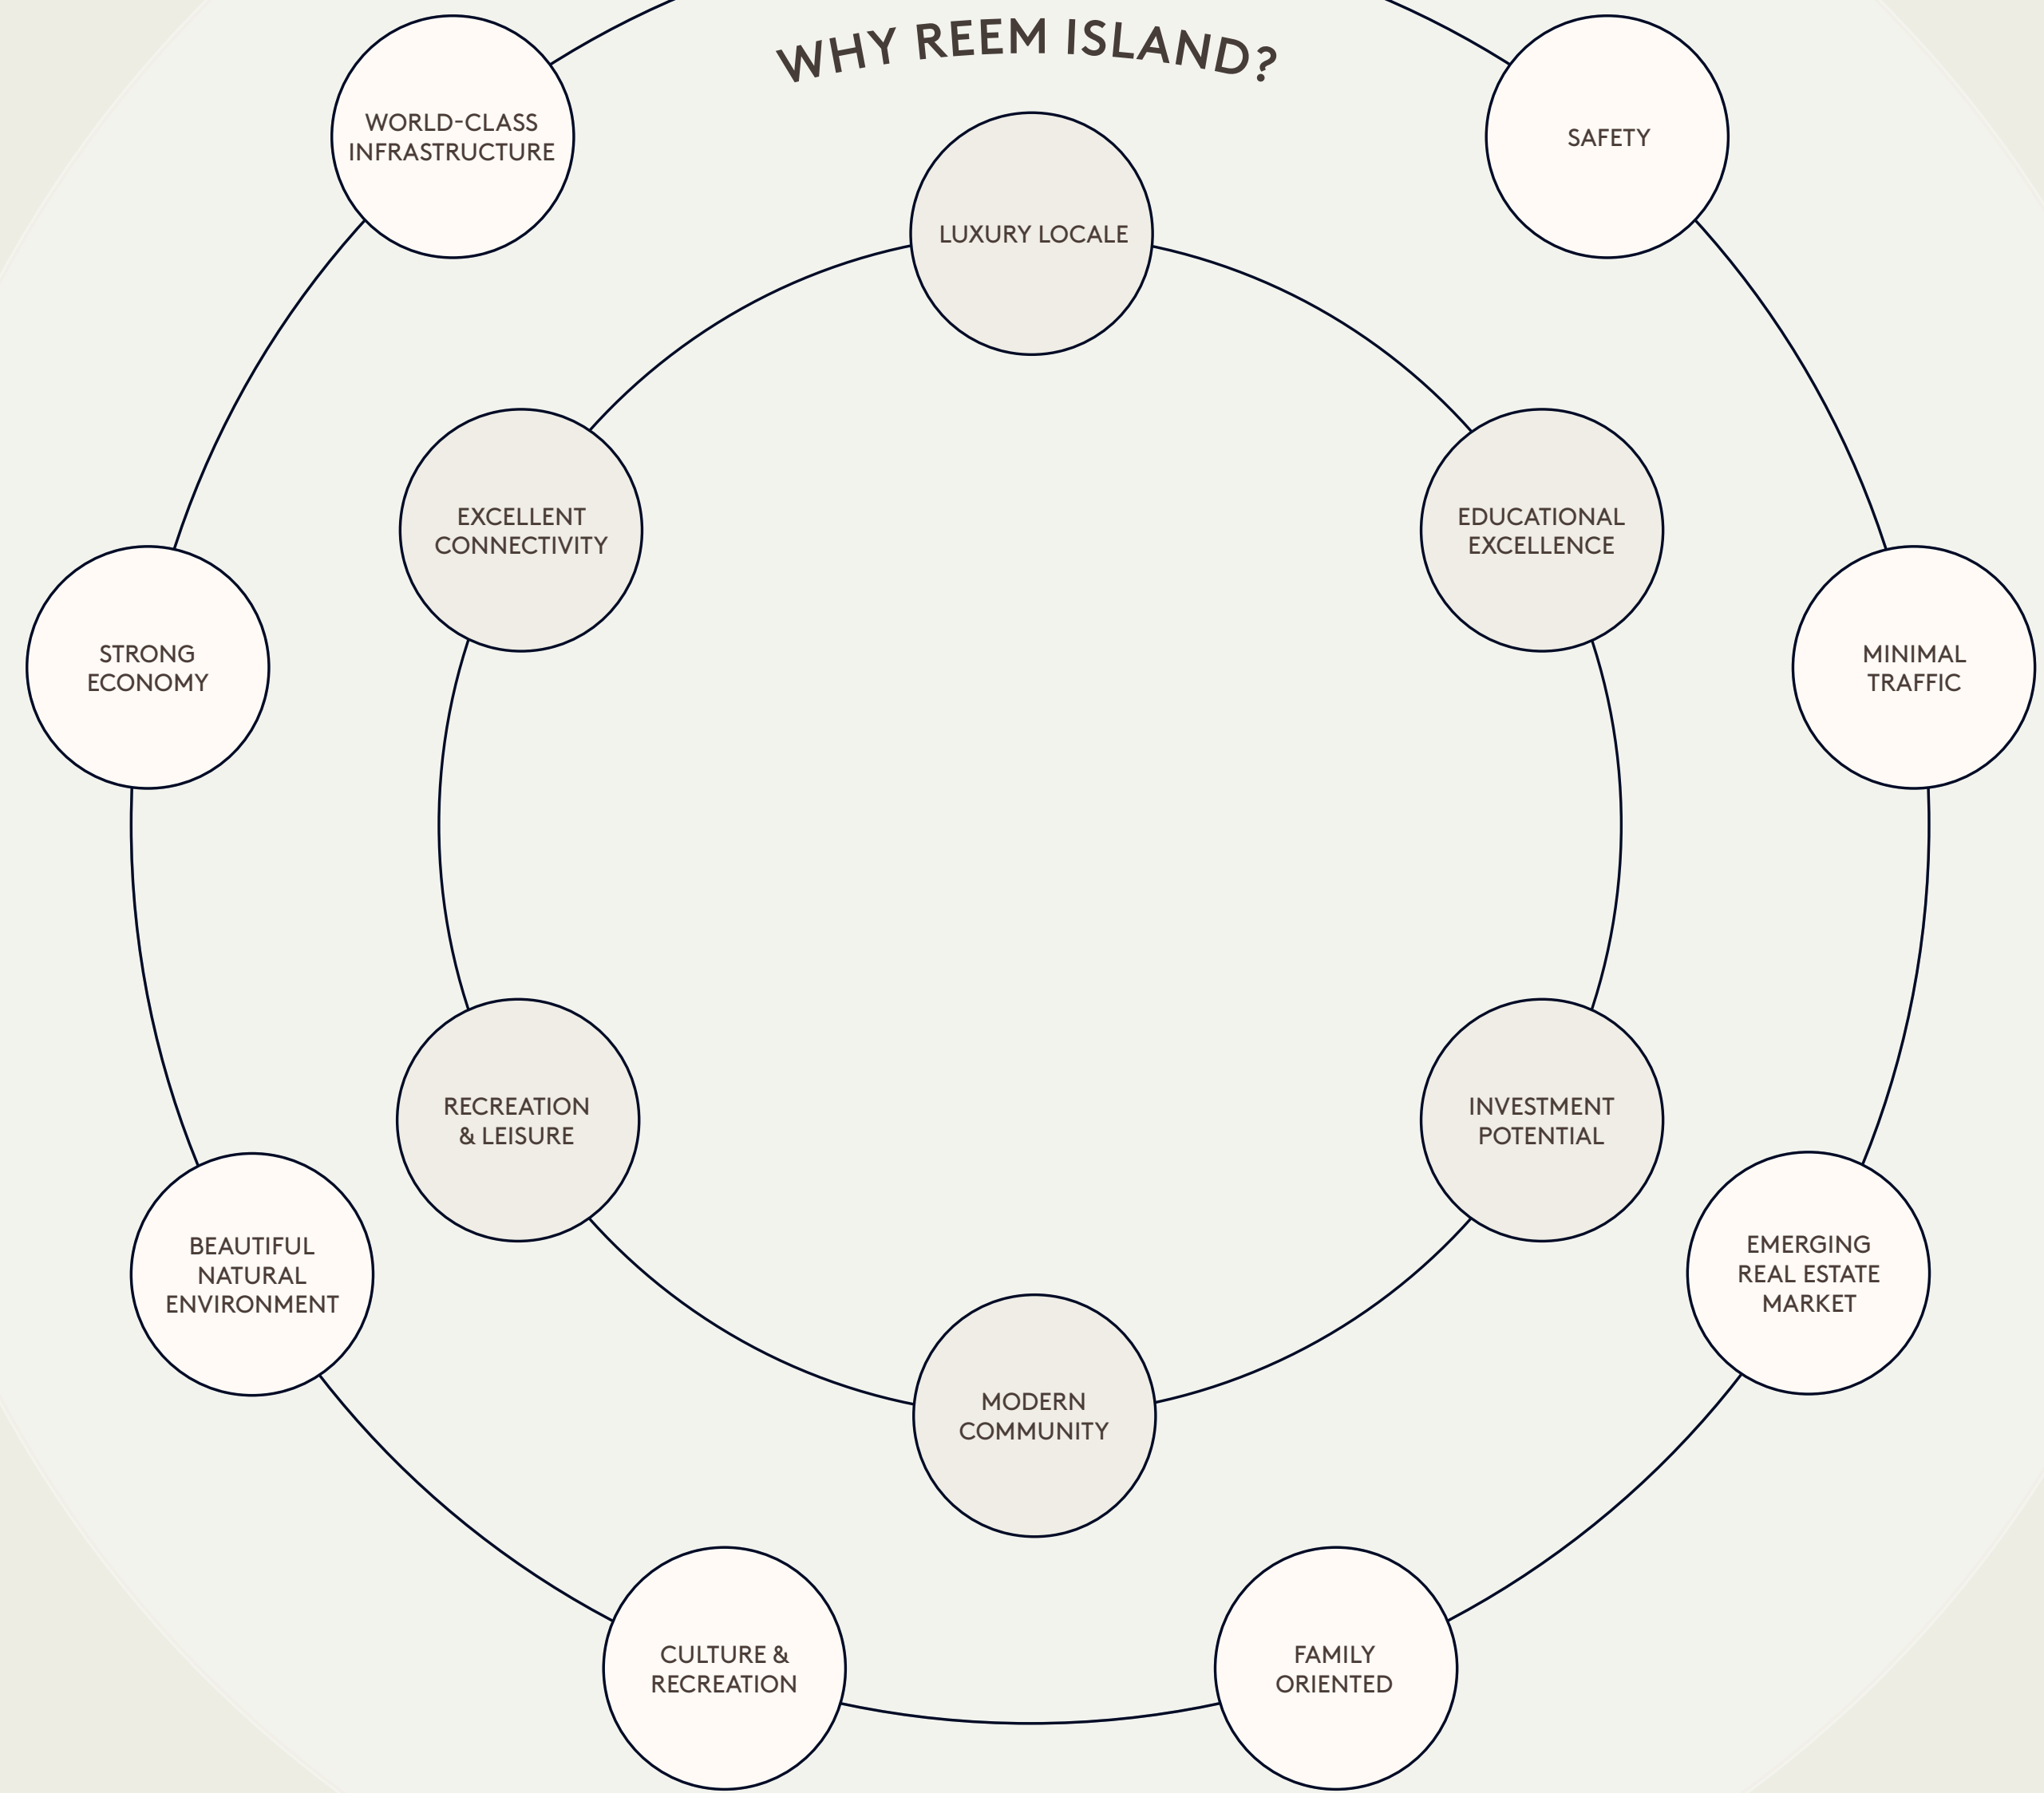 WHY REEM ISLAND?
WORLD-CLASS
INFRASTRUCTURE
SAFETY
LUXURY LOCALE
EXCELLENT
CONNECTIVITY
EDUCATIONAL
EXCELLENCE
STRONG
ECONOMY
MINIMAL
TRAFFIC
RECREATION
& LEISURE
INVESTMENT
POTENTIAL
BEAUTIFUL
NATURAL
ENVIRONMENT
EMERGING
REAL ESTATE
MARKET
MODERN
COMMUNITY
CULTURE &
RECREATION
FAMILY
ORIENTED